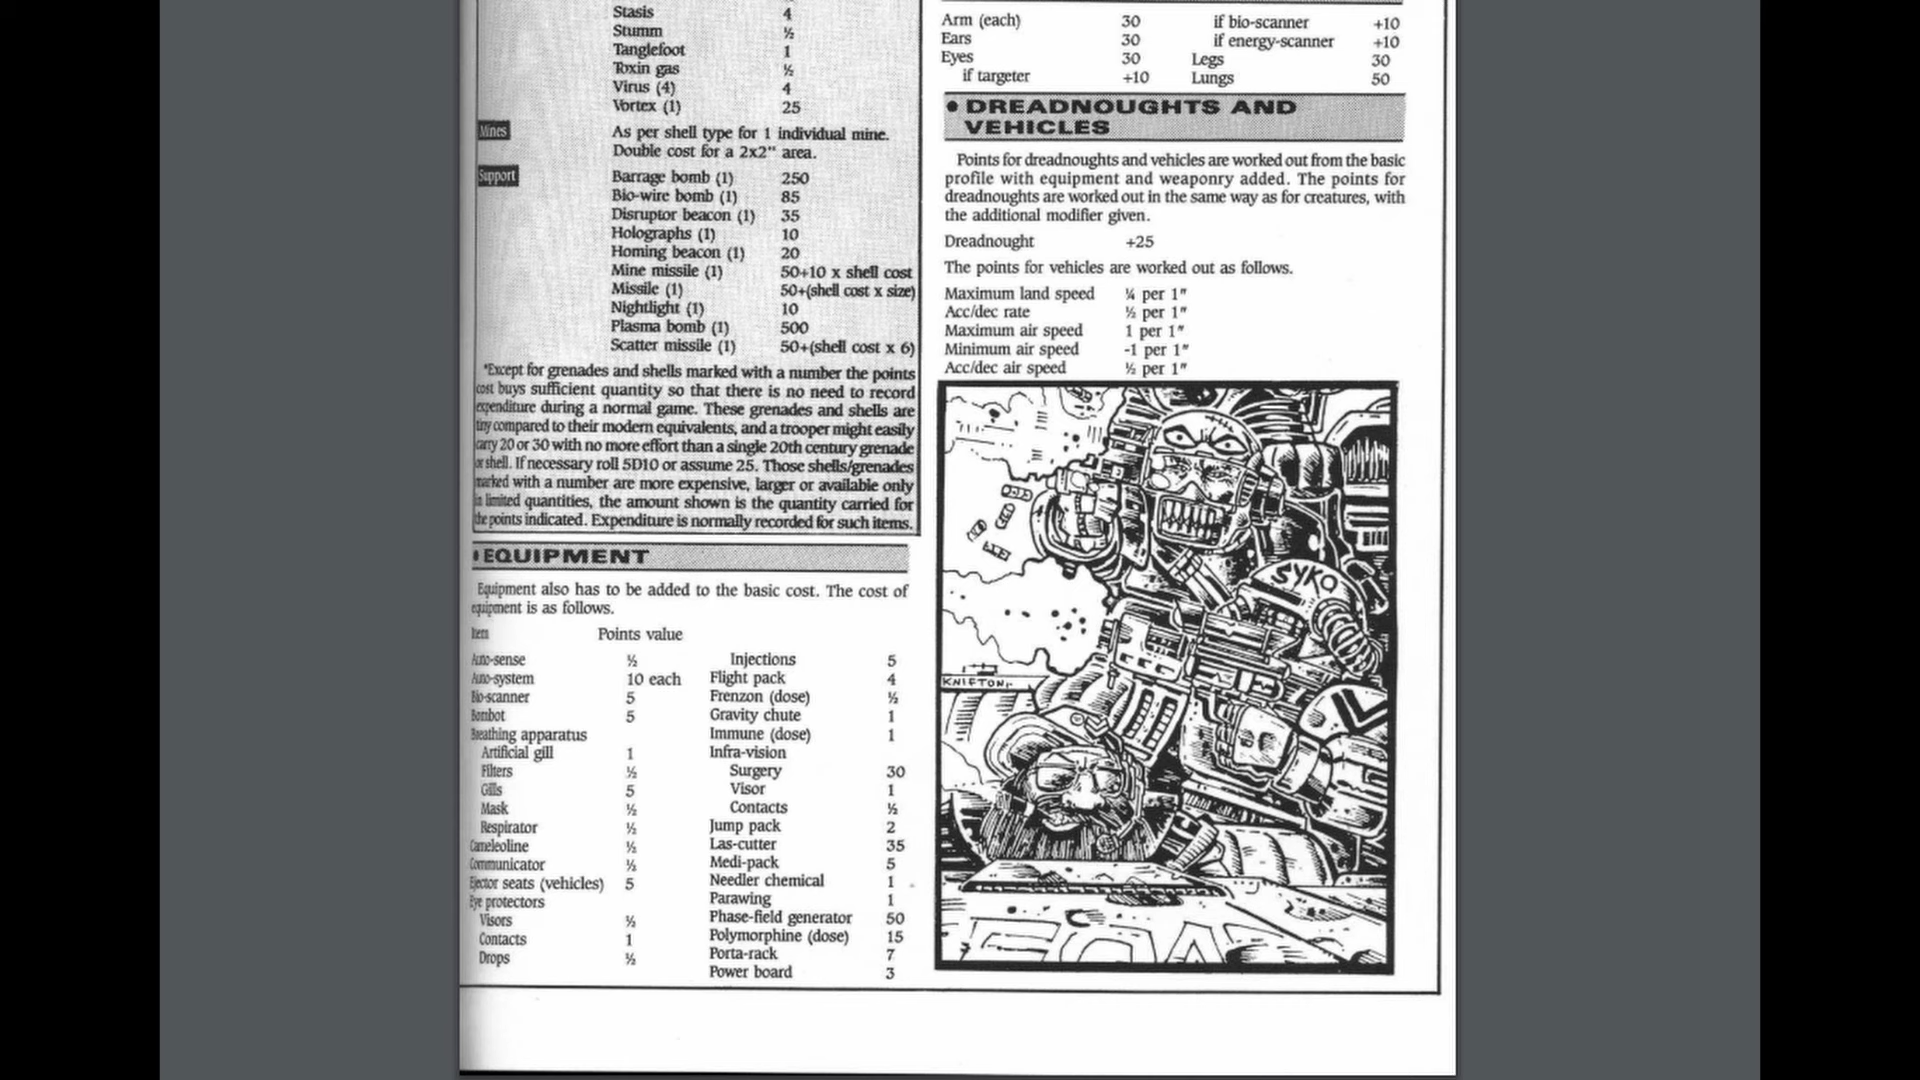 Stasis 4
Stumm ½
Tanglefoot 1
Toxin gas ½
Virus (4) 4
Vortex (1) 25
Mines As per shell type for 1 individual mine.
Double cost for a 2x2" area.
Support Barrage bomb (1) 250
Bio-wire bomb (1) 85
Disruptor beacon (1) 35
Holographs (1) 10
Homing beacon (1) 20
Mine missile (1) 50+10 x shell cost
Missile (1) 50+(shell cost x size)
Nightlight (1) 10
Plasma bomb (1) 500
Scatter missile (1) 50+(shell cost x 6)
*Except for grenades and shells marked with a number the points
cost buys sufficient quantity so that there is no need to record
expenditure during a normal game. These grenades and shells are
tiny compared to their modern equivalents, and a trooper might easily
carry 20 or 30 with no more effort than a single 20th century grenade
or shell. If necessary roll 5D10 or assume 25. Those shells/grenades
marked with a number are more expensive, larger or available only
in limited quantities, the amount shown is the quantity carried for
the points indicated. Expenditure is normally recorded for such items.
• EQUIPMENT
Equipment also has to be added to the basic cost. The cost of
equipment is as follows.
Item Points value
Auto-sense ½
Auto-system 10 each
Bio-scanner 5
Bombot 5
Breathing apparatus
Artificial gill 1
Filters ½
Gills 5
Mask ½
Respirator ½
Cameleoline ½
Communicator ½
Ejector seats (vehicles) 5
Eye protectors
Visors ½
Contacts 1
Drops ½
Injections 5
Flight pack 4
Frenzon (dose) ½
Gravity chute 1
Immune (dose) 1
Infra-vision
Surgery 30
Visor 1
Contacts ½
Jump pack 2
Las-cutter 35
Medi-pack 5
Needler chemical 1
Parawing 1
Phase-field generator 50
Polymorphine (dose) 15
Porta-rack 7
Power board 3
Arm (each) 30
Ears 30
Eyes 30
if targeter +10
if bio-scanner +10
if energy-scanner +10
Legs 30
Lungs 50
• DREADNOUGHTS AND
VEHICLES
Points for dreadnoughts and vehicles are worked out from the basic
profile with equipment and weaponry added. The points for
dreadnoughts are worked out in the same way as for creatures, with
the additional modifier given.
Dreadnought +25
The points for vehicles are worked out as follows.
Maximum land speed ¼ per 1"
Acc/dec rate ½ per 1"
Maximum air speed 1 per 1"
Minimum air speed -1 per 1"
Acc/dec air speed ½ per 1"
SYKO
KNIFTON